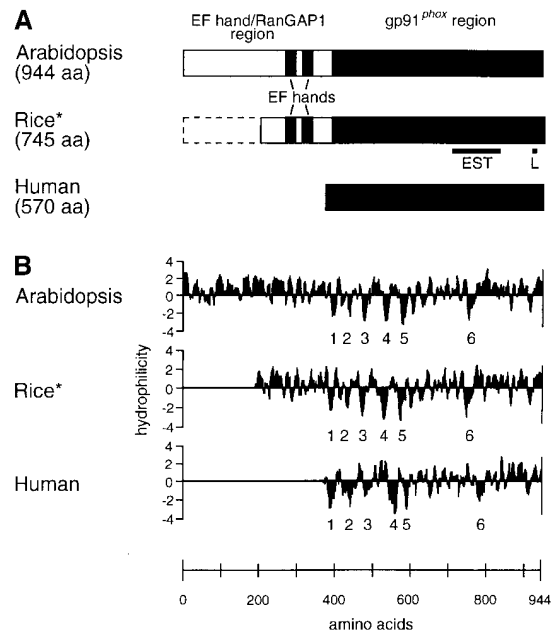 A
EF hand/RanGAP1 region
gp91 phox region
Arabidopsis
(944 aa)
EF hands
Rice*
(745 aa)
EST
L
Human
(570 aa)
B
Arabidopsis
4
2
0
-2
-4
1 2 3 4 5 6
hydrophilicity
Rice*
4
2
0
-2
-4
1 2 3 4 5 6
Human
4
2
0
-2
-4
1 2 3 4 5 6
0 200 400 600 800 944
amino acids